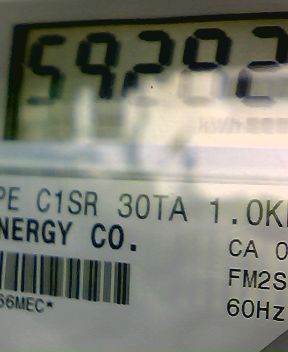 59282
kWh
PE C1SR 30TA 1.0K
NERGY CO.
CA 0
FM2S
66MEC*
60Hz